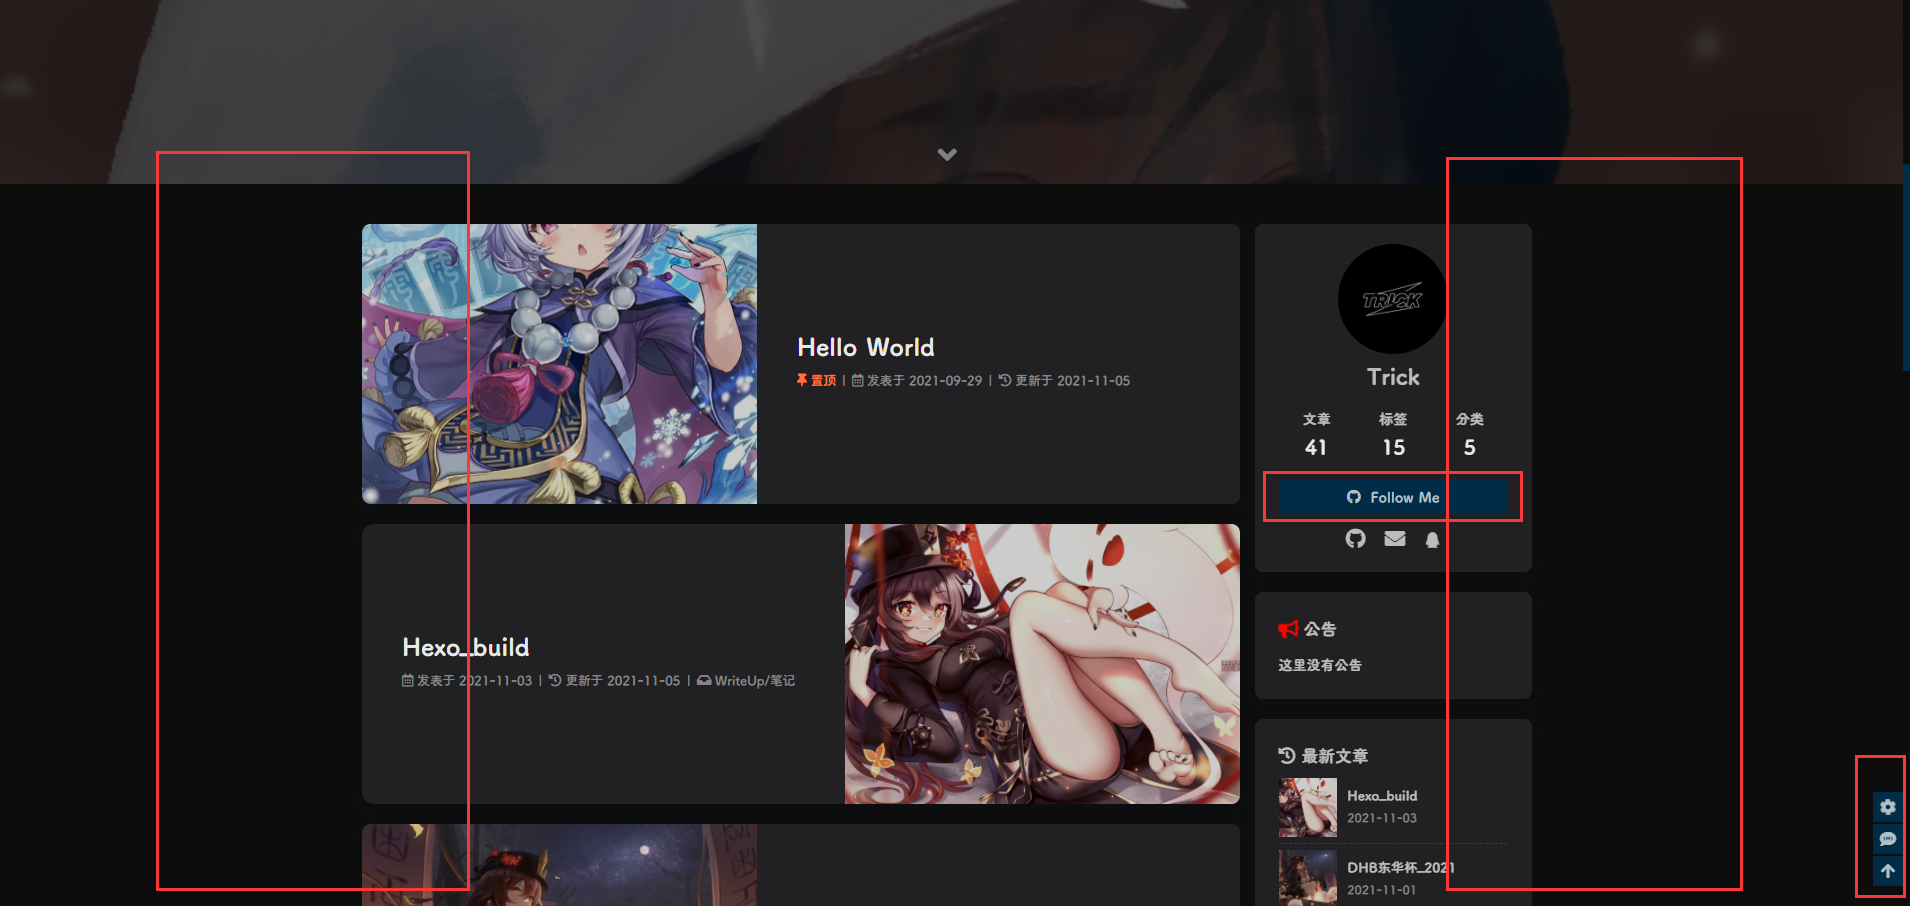 Hello World
置顶 | 发表于 2021-09-29 | 更新于 2021-11-05
Hexo_build
发表于 2021-11-03 | 更新于 2021-11-05 | WriteUp/笔记
TRICK
Trick
文章 标签 分类
41 15 5
Follow Me
公告
这里没有公告
最新文章
Hexo_build
2021-11-03
DHB东华杯_2021
2021-11-01